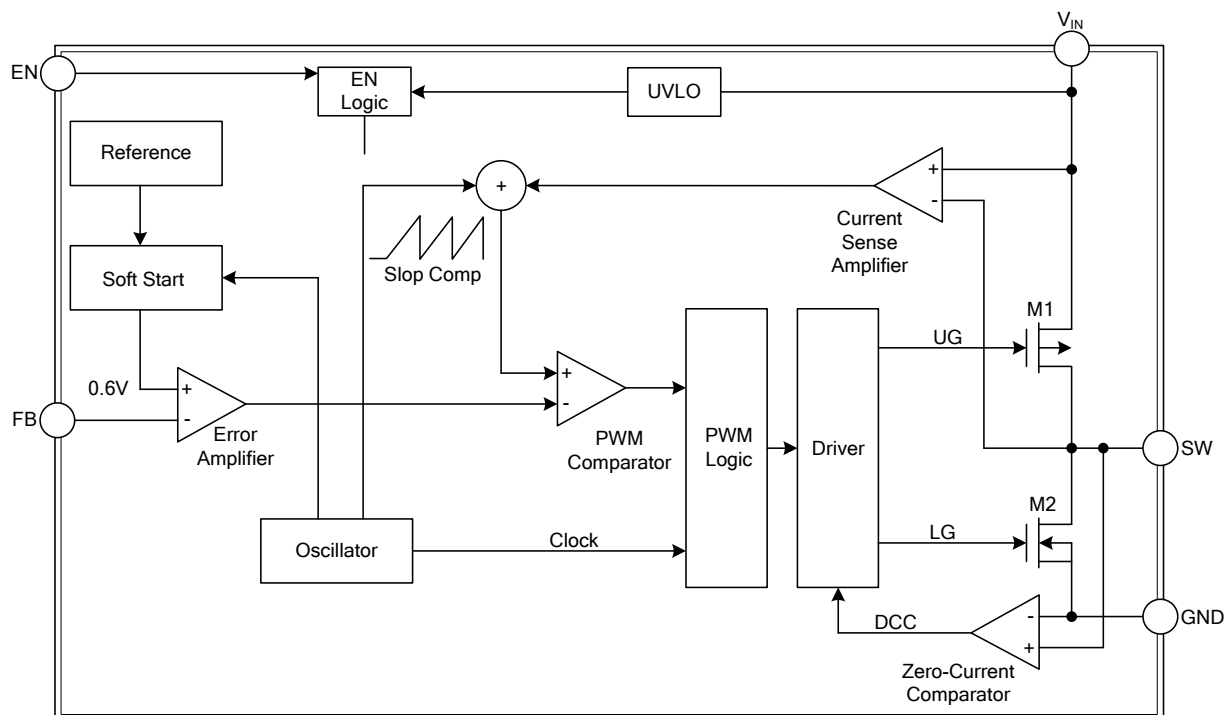 V_IN
EN
EN
Logic
UVLO
Reference
+
+
-
Current
Sense
Amplifier
Soft Start
Slop Comp
M1
UG
0.6V
+
-
+
-
FB
Error
Amplifier
PWM
Comparator
PWM
Logic
Driver
SW
M2
Oscillator
Clock
LG
DCC
-
+
GND
Zero-Current
Comparator